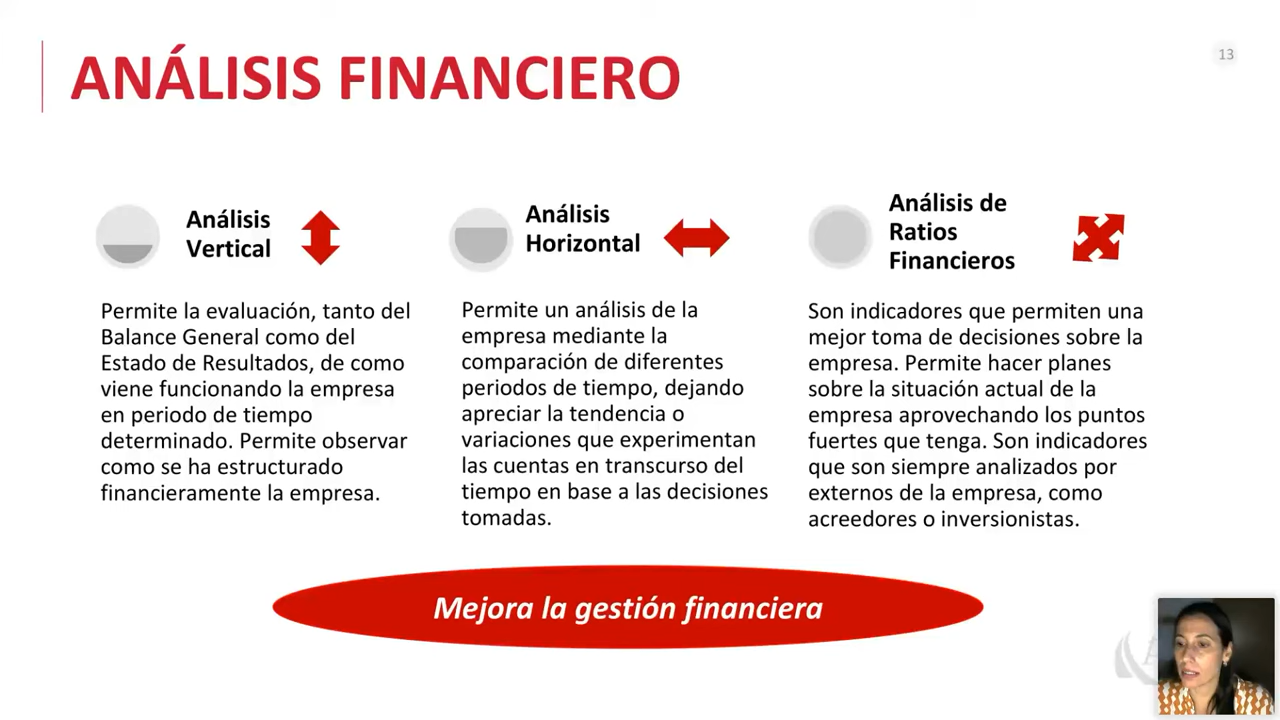 ANÁLISIS FINANCIERO
13
Análisis
Vertical
Permite la evaluación, tanto del
Balance General como del
Estado de Resultados, de como
viene funcionando la empresa
en periodo de tiempo
determinado. Permite observar
como se ha estructurado
financieramente la empresa.
Análisis
Horizontal
Permite un análisis de la
empresa mediante la
comparación de diferentes
periodos de tiempo, dejando
apreciar la tendencia o
variaciones que experimentan
las cuentas en transcurso del
tiempo en base a las decisiones
tomadas.
Análisis de
Ratios
Financieros
Son indicadores que permiten una
mejor toma de decisiones sobre la
empresa. Permite hacer planes
sobre la situación actual de la
empresa aprovechando los puntos
fuertes que tenga. Son indicadores
que son siempre analizados por
externos de la empresa, como
acreedores o inversionistas.
Mejora la gestión financiera